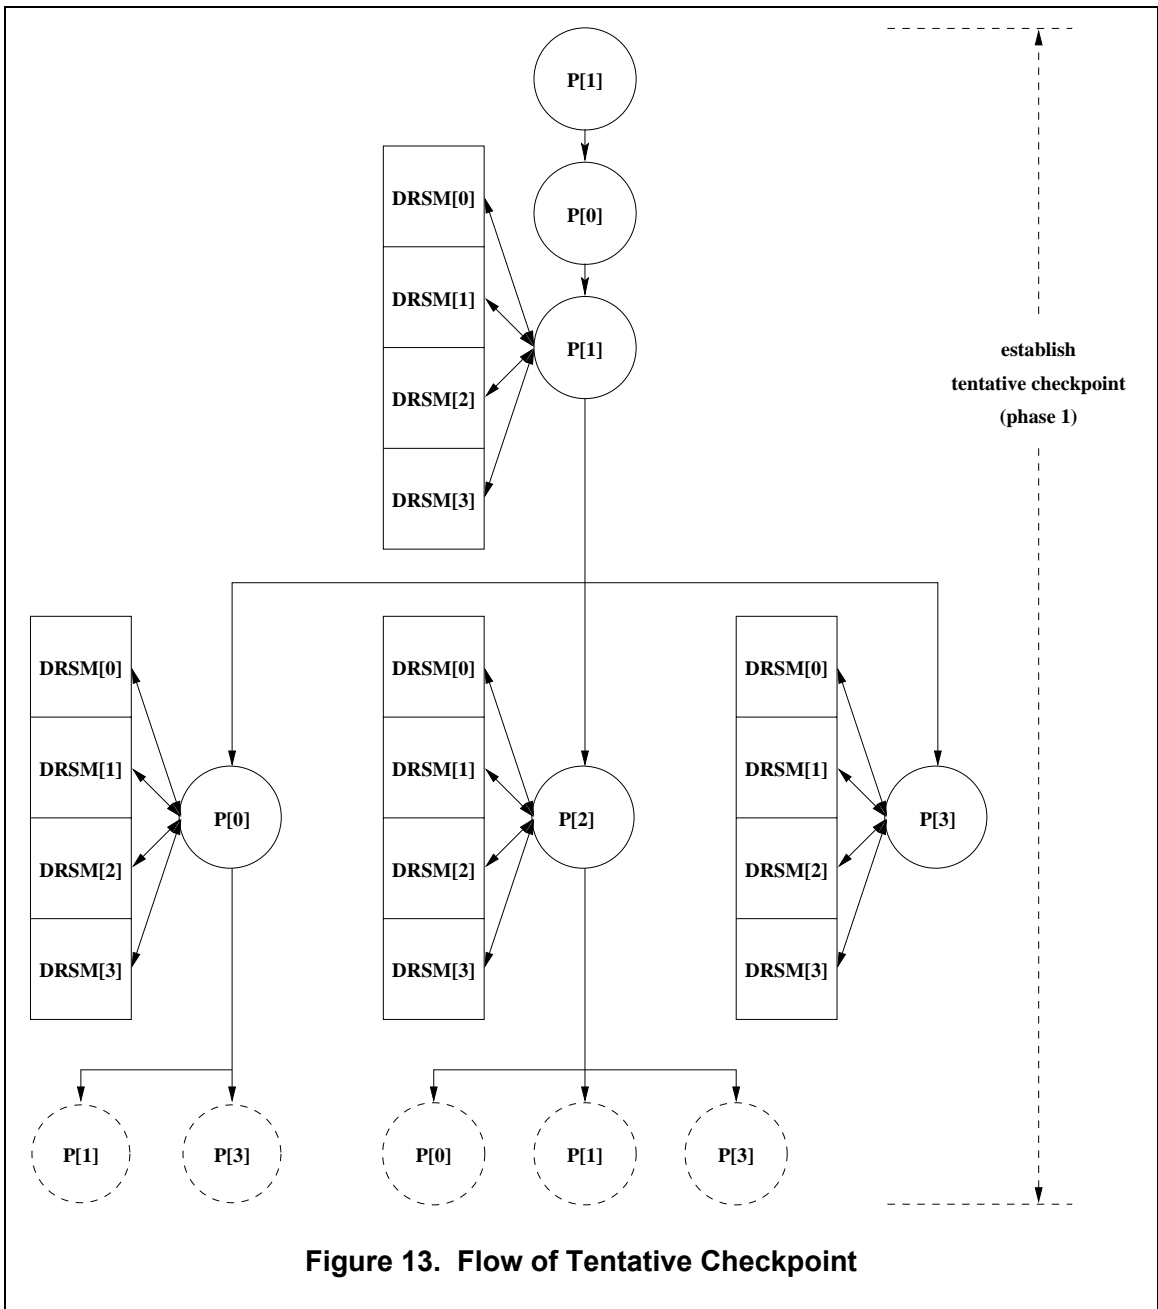 P[1]
DRSM[0]
P[0]
DRSM[1]
P[1]
DRSM[2]
DRSM[3]
establish
tentative checkpoint
(phase 1)
DRSM[0]
DRSM[1]
DRSM[2]
DRSM[3]
P[0]
DRSM[0]
DRSM[1]
DRSM[2]
DRSM[3]
P[2]
DRSM[0]
DRSM[1]
DRSM[2]
DRSM[3]
P[3]
P[1]
P[3]
P[0]
P[1]
P[3]
Figure 13. Flow of Tentative Checkpoint